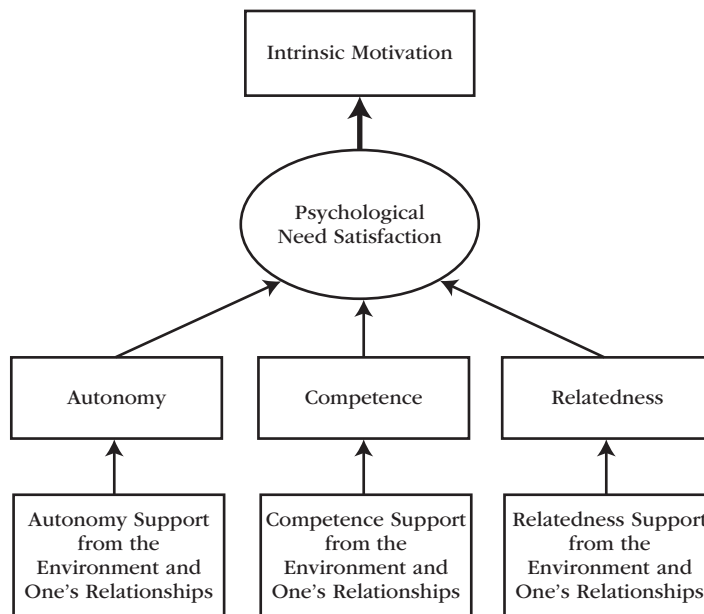 Intrinsic Motivation
Psychological
Need Satisfaction
Autonomy
Competence
Relatedness
Autonomy Support
from the
Environment and
One's Relationships
Competence Support
from the
Environment and
One's Relationships
Relatedness Support
from the
Environment and
One's Relationships